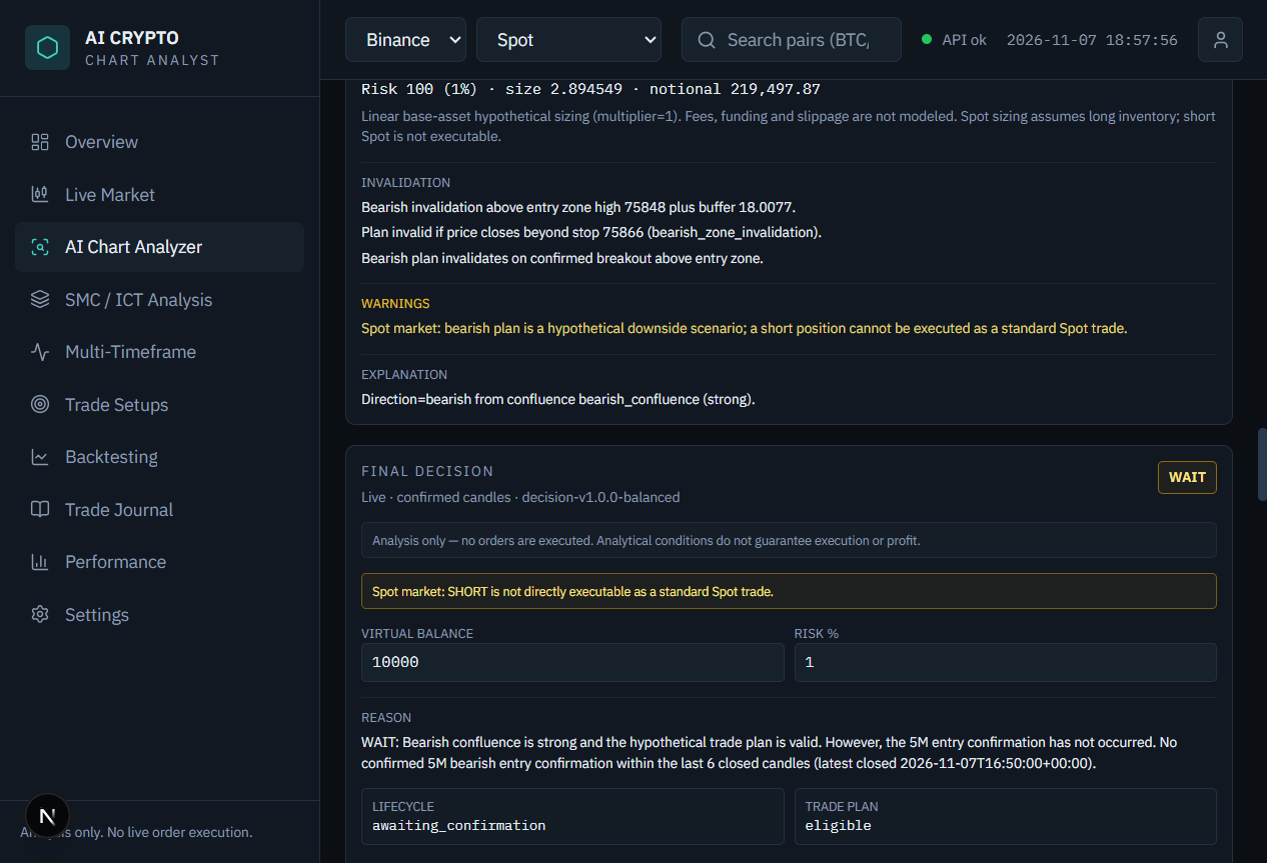 AI CRYPTO
CHART ANALYST
Overview
Live Market
AI Chart Analyzer
SMC / ICT Analysis
Multi-Timeframe
Trade Setups
Backtesting
Trade Journal
Performance
Settings
N
only. No live order execution.
Binance
Spot
Search pairs (BTC,
API ok
2026-11-07 18:57:56
Risk 100 (1%) · size 2.894549 · notional 219,497.87
Linear base-asset hypothetical sizing (multiplier=1). Fees, funding and slippage are not modeled. Spot sizing assumes long inventory; short
Spot is not executable.
INVALIDATION
Bearish invalidation above entry zone high 75848 plus buffer 18.0077.
Plan invalid if price closes beyond stop 75866 (bearish_zone_invalidation).
Bearish plan invalidates on confirmed breakout above entry zone.
WARNINGS
Spot market: bearish plan is a hypothetical downside scenario; a short position cannot be executed as a standard Spot trade.
EXPLANATION
Direction=bearish from confluence bearish_confluence (strong).
FINAL DECISION
WAIT
Live · confirmed candles · decision-v1.0.0-balanced
Analysis only — no orders are executed. Analytical conditions do not guarantee execution or profit.
Spot market: SHORT is not directly executable as a standard Spot trade.
VIRTUAL BALANCE
10000
RISK %
1
REASON
WAIT: Bearish confluence is strong and the hypothetical trade plan is valid. However, the 5M entry confirmation has not occurred. No
confirmed 5M bearish entry confirmation within the last 6 closed candles (latest closed 2026-11-07T16:50:00+00:00).
LIFECYCLE
awaiting_confirmation
TRADE PLAN
eligible